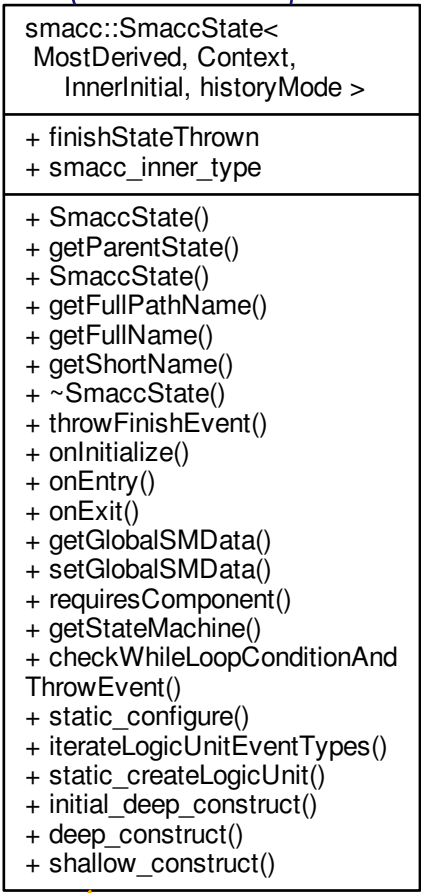 smacc::SmaccState<
MostDerived, Context,
InnerInitial, historyMode >
+ finishStateThrown
+ smacc_inner_type
+ SmaccState()
+ getParentState()
+ SmaccState()
+ getFullPathName()
+ getFullName()
+ getShortName()
+ ~SmaccState()
+ throwFinishEvent()
+ onInitialize()
+ onEntry()
+ onExit()
+ getGlobalSMData()
+ setGlobalSMData()
+ requiresComponent()
+ getStateMachine()
+ checkWhileLoopConditionAnd
ThrowEvent()
+ static_configure()
+ iterateLogicUnitEventTypes()
+ static_createLogicUnit()
+ initial_deep_construct()
+ deep_construct()
+ shallow_construct()